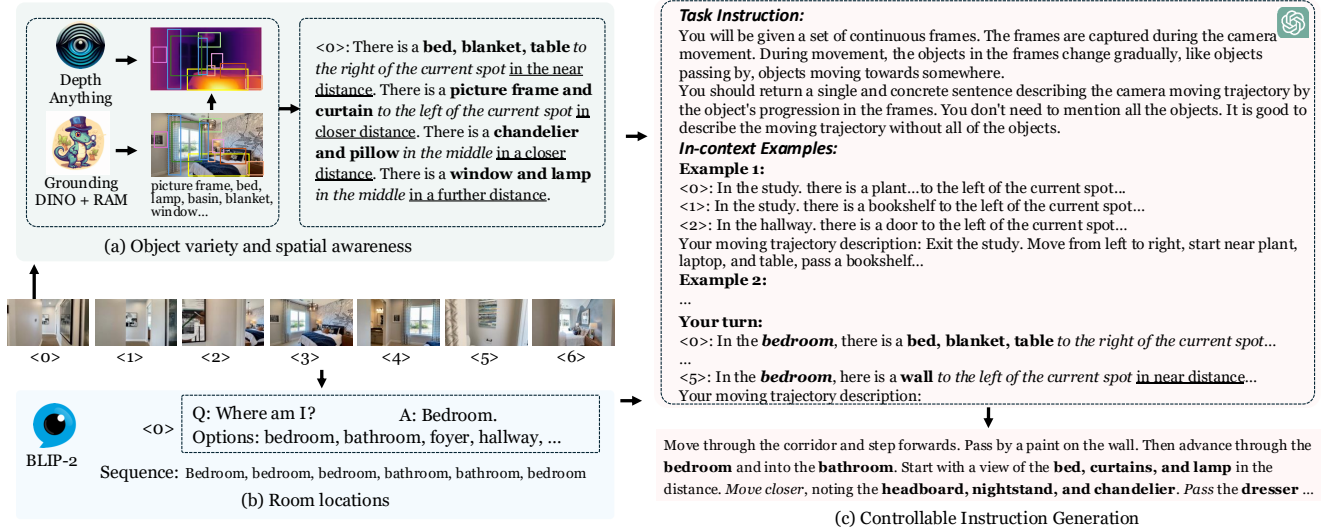 Depth
Anything
Grounding
DINO + RAM
picture frame, bed,
lamp, basin, blanket,
window...
<0>: There is a bed, blanket, table to
the right of the current spot in the near
distance. There is a picture frame and
curtain to the left of the current spot in
closer distance. There is a chandelier
and pillow in the middle in a closer
distance. There is a window and lamp
in the middle in a further distance.
(a) Object variety and spatial awareness
<0>
<1>
<2>
<3>
<4>
<5>
<6>
BLIP-2
<0>
Q: Where am I?
A: Bedroom.
Options: bedroom, bathroom, foyer, hallway, ...
Sequence: Bedroom, bedroom, bedroom, bathroom, bathroom, bedroom
(b) Room locations
Task Instruction:
You will be given a set of continuous frames. The frames are captured during the camera
movement. During movement, the objects in the frames change gradually, like objects
passing by, objects moving towards somewhere.
You should return a single and concrete sentence describing the camera moving trajectory by
the object's progression in the frames. You don't need to mention all the objects. It is good to
describe the moving trajectory without all of the objects.
In-context Examples:
Example 1:
<0>: In the study. there is a plant...to the left of the current spot...
<1>: In the study. there is a bookshelf to the left of the current spot...
<2>: In the hallway. there is a door to the left of the current spot...
Your moving trajectory description: Exit the study. Move from left to right, start near plant,
laptop, and table, pass a bookshelf...
Example 2:
...
Your turn:
<0>: In the bedroom, there is a bed, blanket, table to the right of the current spot...
...
<5>: In the bedroom, here is a wall to the left of the current spot in near distance...
Your moving trajectory description:
Move through the corridor and step forwards. Pass by a paint on the wall. Then advance through the
bedroom and into the bathroom. Start with a view of the bed, curtains, and lamp in the
distance. Move closer, noting the headboard, nightstand, and chandelier. Pass the dresser ...
(c) Controllable Instruction Generation